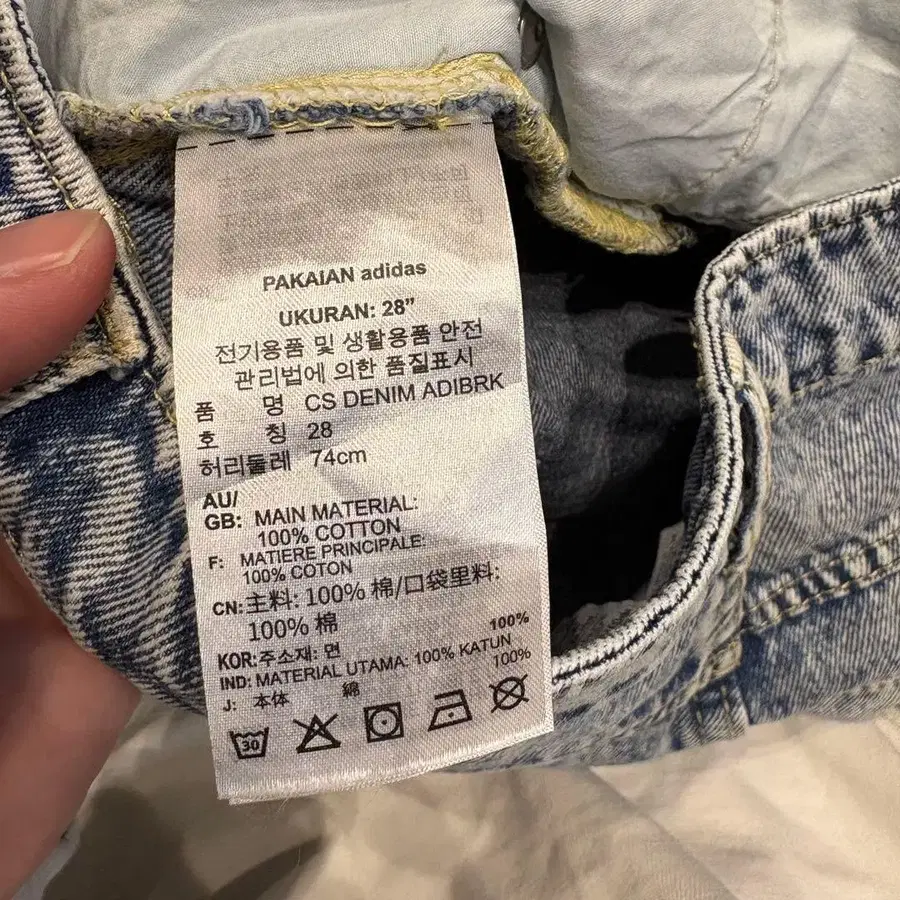 PAKAIAN adidas
UKURAN: 28"
전기용품 및 생활용품 안전
관리법에 의한 품질표시
품 명 CS DENIM ADIBRK
호 칭 28
허리둘레 74cm
AU/
GB: MAIN MATERIAL:
100% COTTON
F: MATIERE PRINCIPALE:
100% COTON
CN: 主料: 100% 棉/口袋里料:
100% 棉
KOR: 주소재: 면 100%
IND: MATERIAL UTAMA: 100% KATUN
J: 本体 綿 100%
30